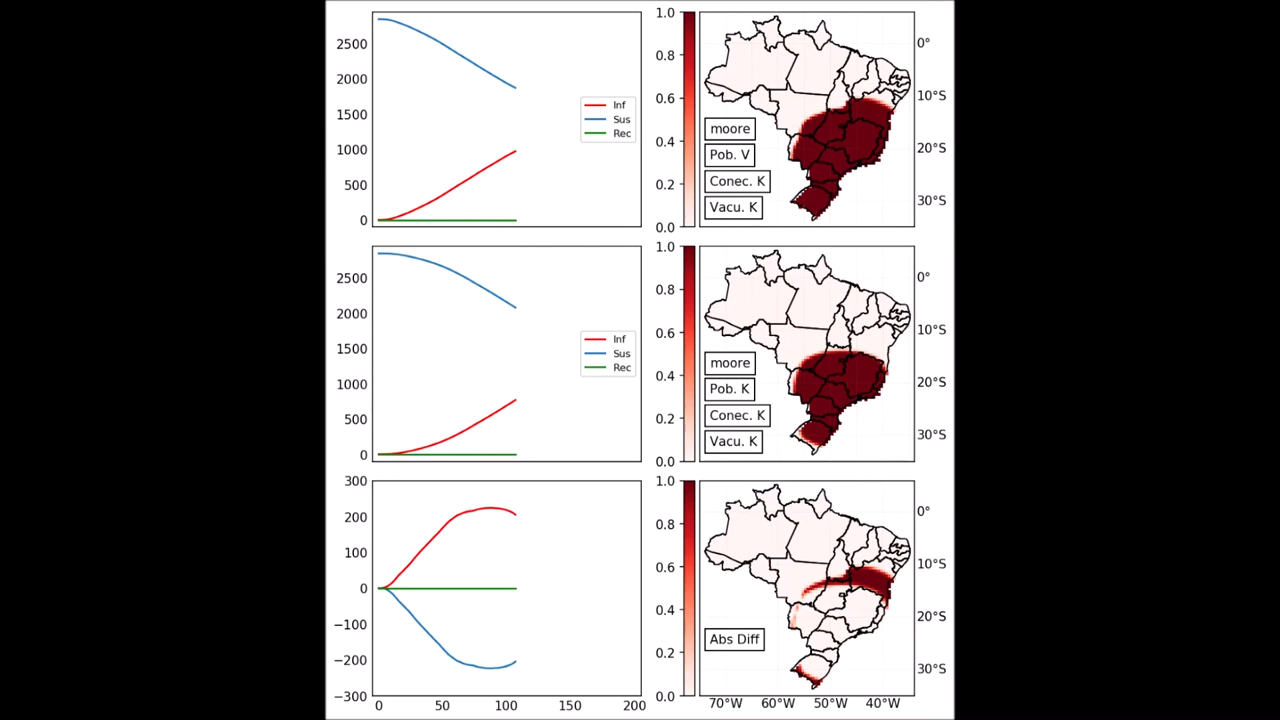 2500
2000
1500
1000
500
0
Inf
Sus
Rec
1.0
0.8
0.6
0.4
0.2
0.0
moore
Pob. V
Conec. K
Vacu. K
0°
10°S
20°S
30°S
2500
2000
1500
1000
500
0
Inf
Sus
Rec
1.0
0.8
0.6
0.4
0.2
0.0
moore
Pob. K
Conec. K
Vacu. K
0°
10°S
20°S
30°S
300
200
100
0
−100
−200
−300
0 50 100 150 200
1.0
0.8
0.6
0.4
0.2
0.0
Abs Diff
0°
10°S
20°S
30°S
70°W 60°W 50°W 40°W